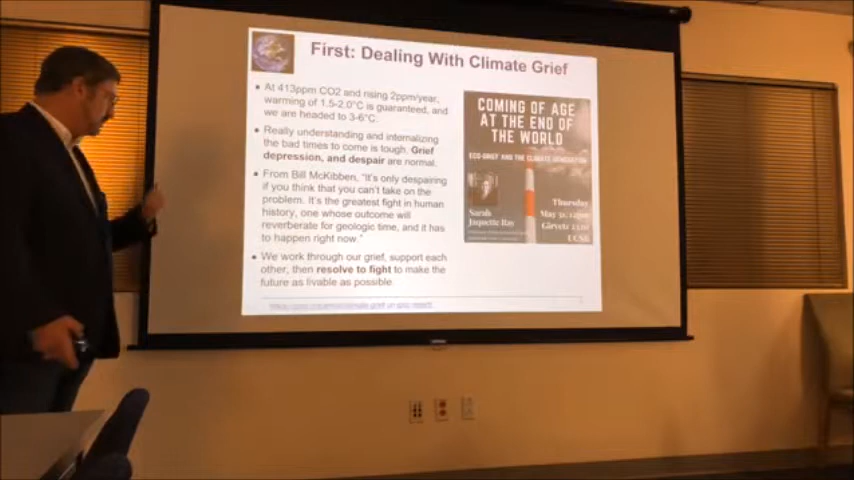 First: Dealing With Climate Grief
• At 413ppm CO2 and rising 2ppm/year,
warming of 1.5-2.0°C is guaranteed, and
we are headed to 3-6°C.
• Really understanding and internalizing
the bad times to come is tough. Grief
depression, and despair are normal.
• From Bill McKibben, "It's only despairing
if you think that you can't take on the
problem. It's the greatest fight in human
history, one whose outcome will
reverberate for geologic time, and it has
to happen right now."
• We work through our grief, support each
other, then resolve to fight to make the
future as livable as possible.
COMING OF AGE
AT THE END OF
THE WORLD
ECO-GRIEF AND THE CLIMATE GENERATION
Sarah
Jaquette Ray
Thursday
May 31,
Girvetz
UCSB